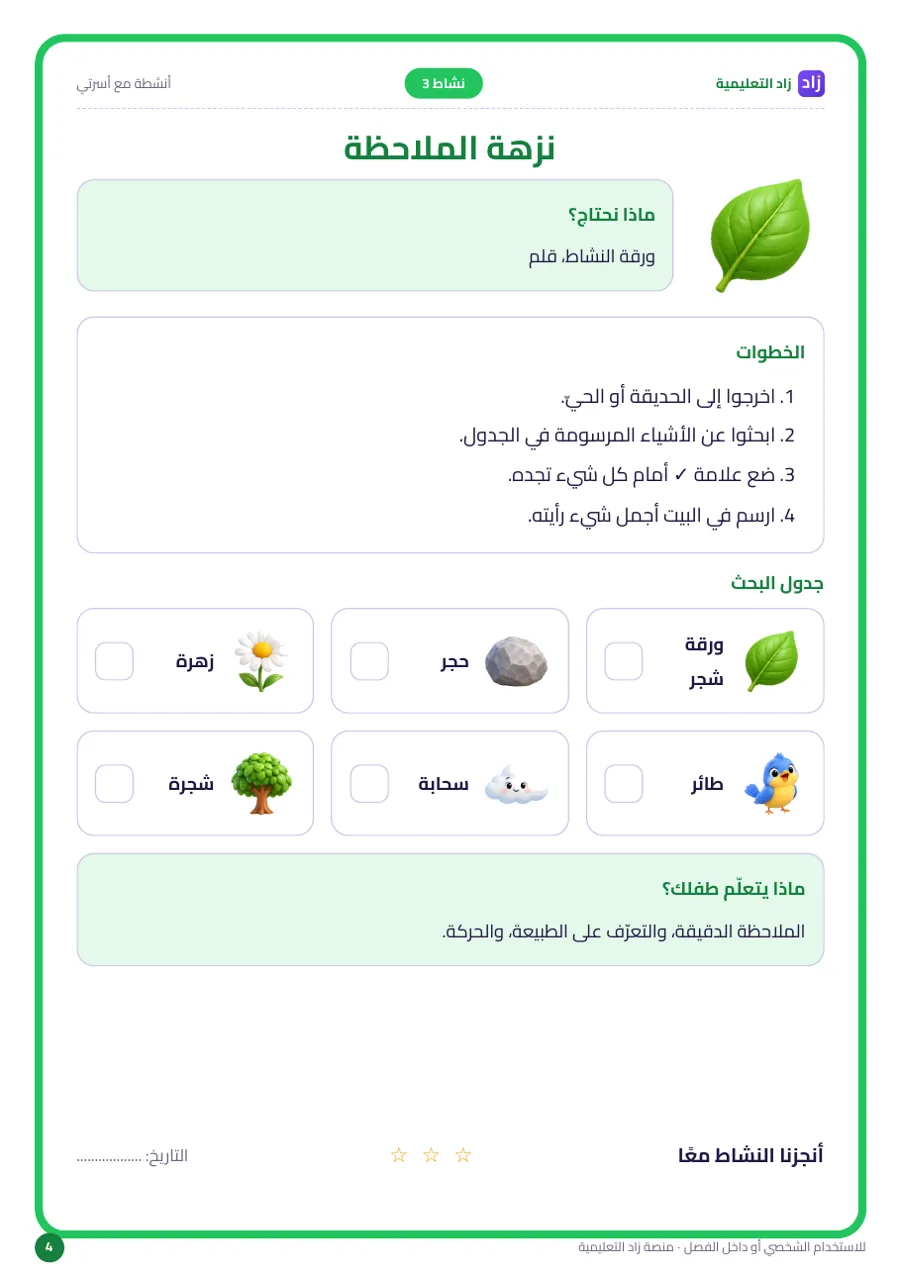 زاد زاد التعليمية
نشاط 3
أنشطة مع أسرتي
نزهة الملاحظة
ماذا نحتاج؟
ورقة النشاط، قلم
الخطوات
1. اخرجوا إلى الحديقة أو الحيّ.
2. ابحثوا عن الأشياء المرسومة في الجدول.
3. ضع علامة ✓ أمام كل شيء تجده.
4. ارسم في البيت أجمل شيء رأيته.
جدول البحث
ورقة
شجر
حجر
زهرة
طائر
سحابة
شجرة
ماذا يتعلّم طفلك؟
الملاحظة الدقيقة، والتعرّف على الطبيعة، والحركة.
أنجزنا النشاط معًا
☆ ☆ ☆
التاريخ: ..................
للاستخدام الشخصي أو داخل الفصل · منصة زاد التعليمية
4